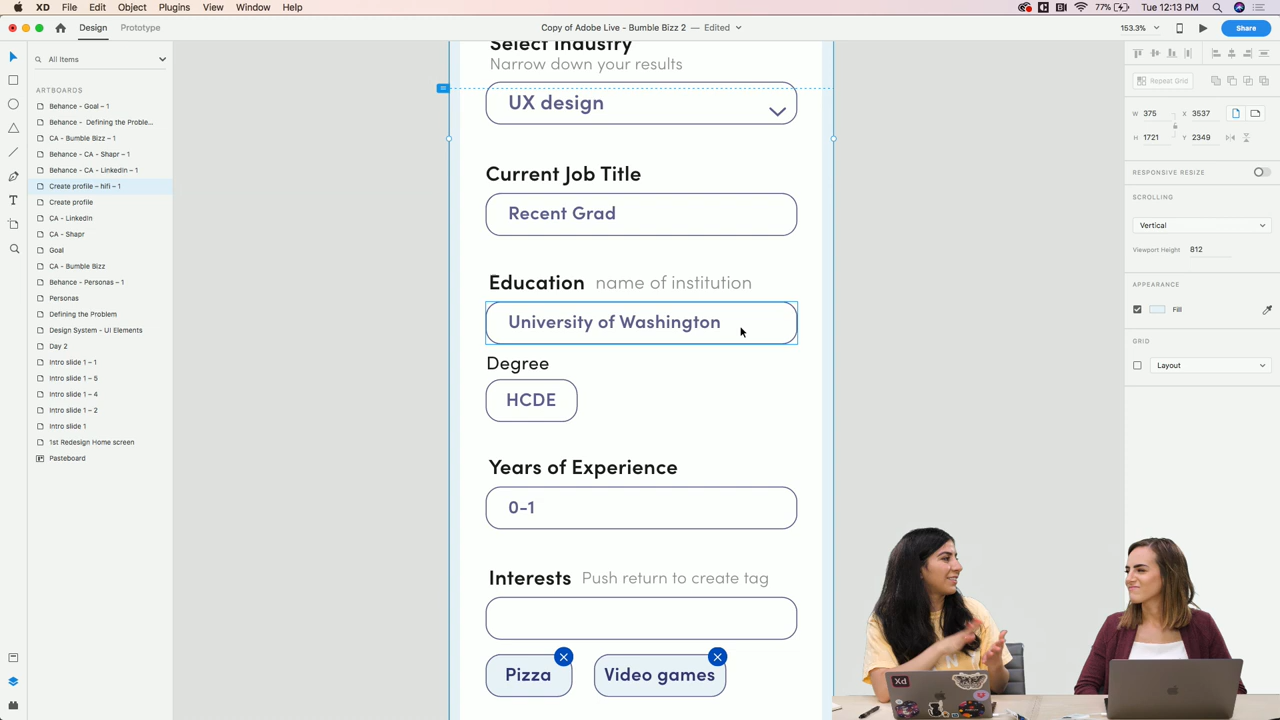 XD File Edit Object Plugins View Window Help
77% Tue 12:13 PM
Design Prototype
Copy of Adobe Live - Bumble Bizz 2 — Edited
153.3%
Share
All Items
ARTBOARDS
Behance - Goal – 1
Behance - Defining the Proble...
CA - Bumble Bizz – 1
Behance - CA - Shapr – 1
Behance - CA - LinkedIn – 1
Create profile – hifi – 1
Create profile
CA - LinkedIn
CA - Shapr
Goal
CA - Bumble Bizz
Behance - Personas – 1
Personas
Defining the Problem
Design System - UI Elements
Day 2
Intro slide 1 – 1
Intro slide 1 – 5
Intro slide 1 – 4
Intro slide 1 – 2
Intro slide 1
1st Redesign Home screen
Pasteboard
Select Industry
Narrow down your results
UX design
Current Job Title
Recent Grad
Education name of institution
University of Washington
Degree
HCDE
Years of Experience
0-1
Interests Push return to create tag
Pizza
Video games
Repeat Grid
W 375 X 3537
H 1721 Y 2349
RESPONSIVE RESIZE
SCROLLING
Vertical
Viewport Height 812
APPEARANCE
Fill
GRID
Layout
Xd